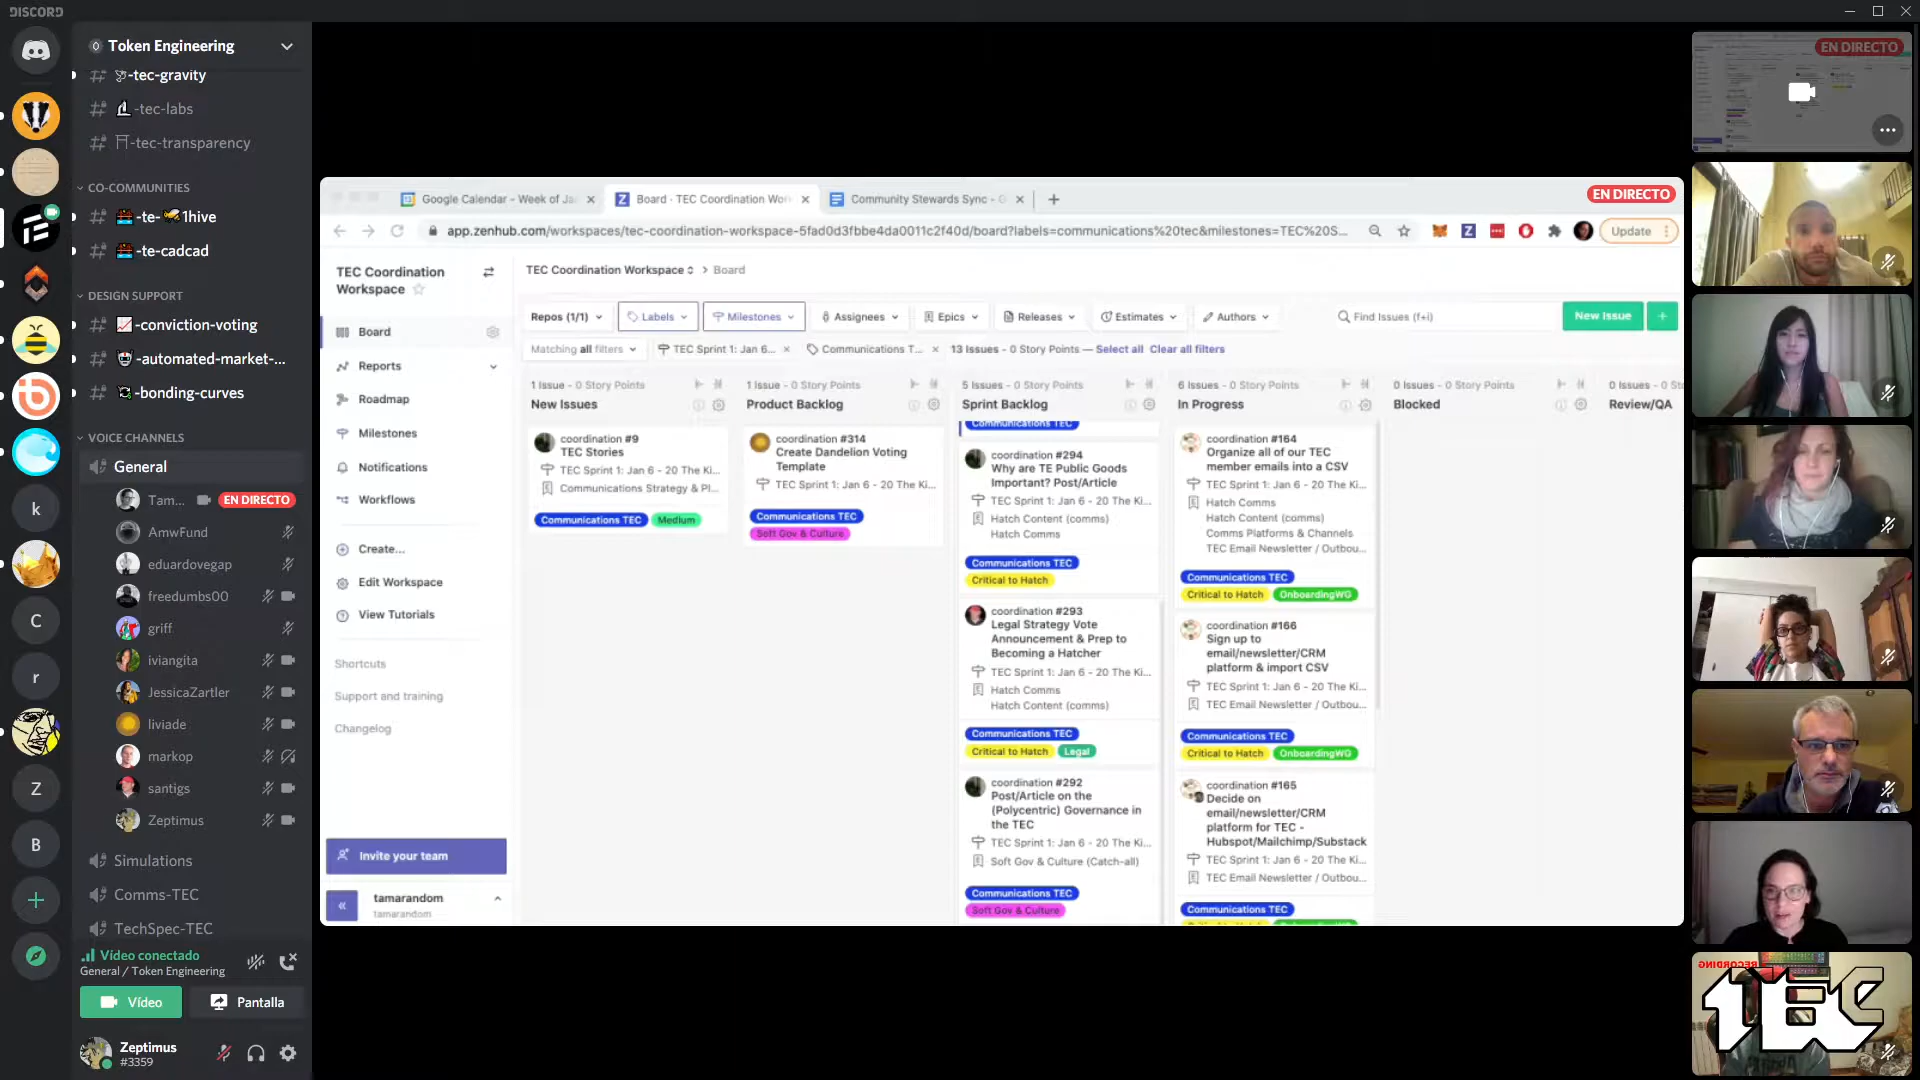 DISCORD
Token Engineering
-tec-gravity
-tec-labs
-tec-transparency
CO-COMMUNITIES
-te-🐝1hive
-te-cadcad
DESIGN SUPPORT
-conviction-voting
-automated-market-...
-bonding-curves
VOICE CHANNELS
General
Tam... EN DIRECTO
AmwFund
eduardovegap
freedumbs00
griff
iviangita
JessicaZartler
liviade
markop
santigs
Zeptimus
Simulations
Comms-TEC
TechSpec-TEC
Vídeo conectado
General / Token Engineering
Vídeo Pantalla
Zeptimus
#3359
k
C
r
Z
B
Google Calendar - Week of Ja
Board · TEC Coordination Wor
Community Stewards Sync - G
EN DIRECTO
app.zenhub.com/workspaces/tec-coordination-workspace-5fad0d3fbbe4da0011c2f40d/board?labels=communications%20tec&milestones=TEC%20S...
Update
TEC Coordination
Workspace
Board
Reports
Roadmap
Milestones
Notifications
Workflows
Create...
Edit Workspace
View Tutorials
Shortcuts
Support and training
Changelog
Invite your team
tamarandom
tamarandom
TEC Coordination Workspace > Board
Repos (1/1) Labels Milestones Assignees Epics Releases Estimates Authors Find Issues (f+i) New Issue +
Matching all filters TEC Sprint 1: Jan 6... × Communications T... × 13 Issues - 0 Story Points — Select all Clear all filters
1 Issue - 0 Story Points
New Issues
coordination #9
TEC Stories
TEC Sprint 1: Jan 6 - 20 The Ki...
Communications Strategy & Pl...
Communications TEC Medium
1 Issue - 0 Story Points
Product Backlog
coordination #314
Create Dandelion Voting
Template
TEC Sprint 1: Jan 6 - 20 The Ki...
Communications TEC
Soft Gov & Culture
5 Issues - 0 Story Points
Sprint Backlog
Communications TEC
coordination #294
Why are TE Public Goods
Important? Post/Article
TEC Sprint 1: Jan 6 - 20 The Ki...
Hatch Content (comms)
Hatch Comms
Communications TEC
Critical to Hatch
coordination #293
Legal Strategy Vote
Announcement & Prep to
Becoming a Hatcher
TEC Sprint 1: Jan 6 - 20 The Ki...
Hatch Comms
Hatch Content (comms)
Communications TEC
Critical to Hatch Legal
coordination #292
Post/Article on the
(Polycentric) Governance in
the TEC
TEC Sprint 1: Jan 6 - 20 The Ki...
Soft Gov & Culture (Catch-all)
Communications TEC
Soft Gov & Culture
6 Issues - 0 Story Points
In Progress
coordination #164
Organize all of our TEC
member emails into a CSV
TEC Sprint 1: Jan 6 - 20 The Ki...
Hatch Comms
Hatch Content (comms)
Comms Platforms & Channels
TEC Email Newsletter / Outbou...
Communications TEC
Critical to Hatch OnboardingWG
coordination #166
Sign up to
email/newsletter/CRM
platform & import CSV
TEC Sprint 1: Jan 6 - 20 The Ki...
TEC Email Newsletter / Outbou...
Communications TEC
Critical to Hatch OnboardingWG
coordination #165
Decide on
email/newsletter/CRM
platform for TEC -
Hubspot/Mailchimp/Substack
TEC Sprint 1: Jan 6 - 20 The Ki...
TEC Email Newsletter / Outbou...
Communications TEC
0 Issues - 0 Story Points
Blocked
0 Issues - 0 St
Review/QA
EN DIRECTO
RECORDING
TEC